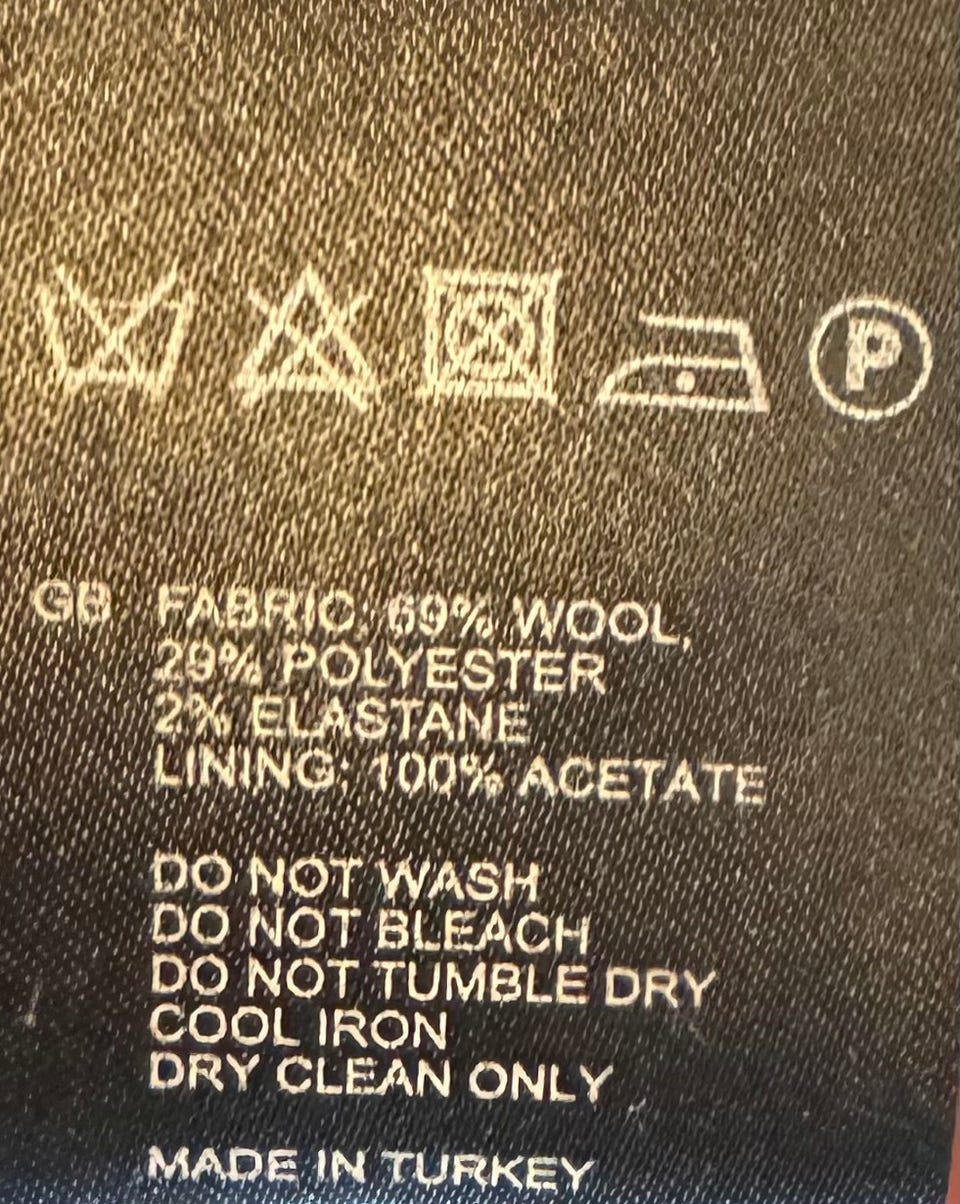 P
GB FABRIC: 69% WOOL,
29% POLYESTER
2% ELASTANE
LINING: 100% ACETATE
DO NOT WASH
DO NOT BLEACH
DO NOT TUMBLE DRY
COOL IRON
DRY CLEAN ONLY
MADE IN TURKEY